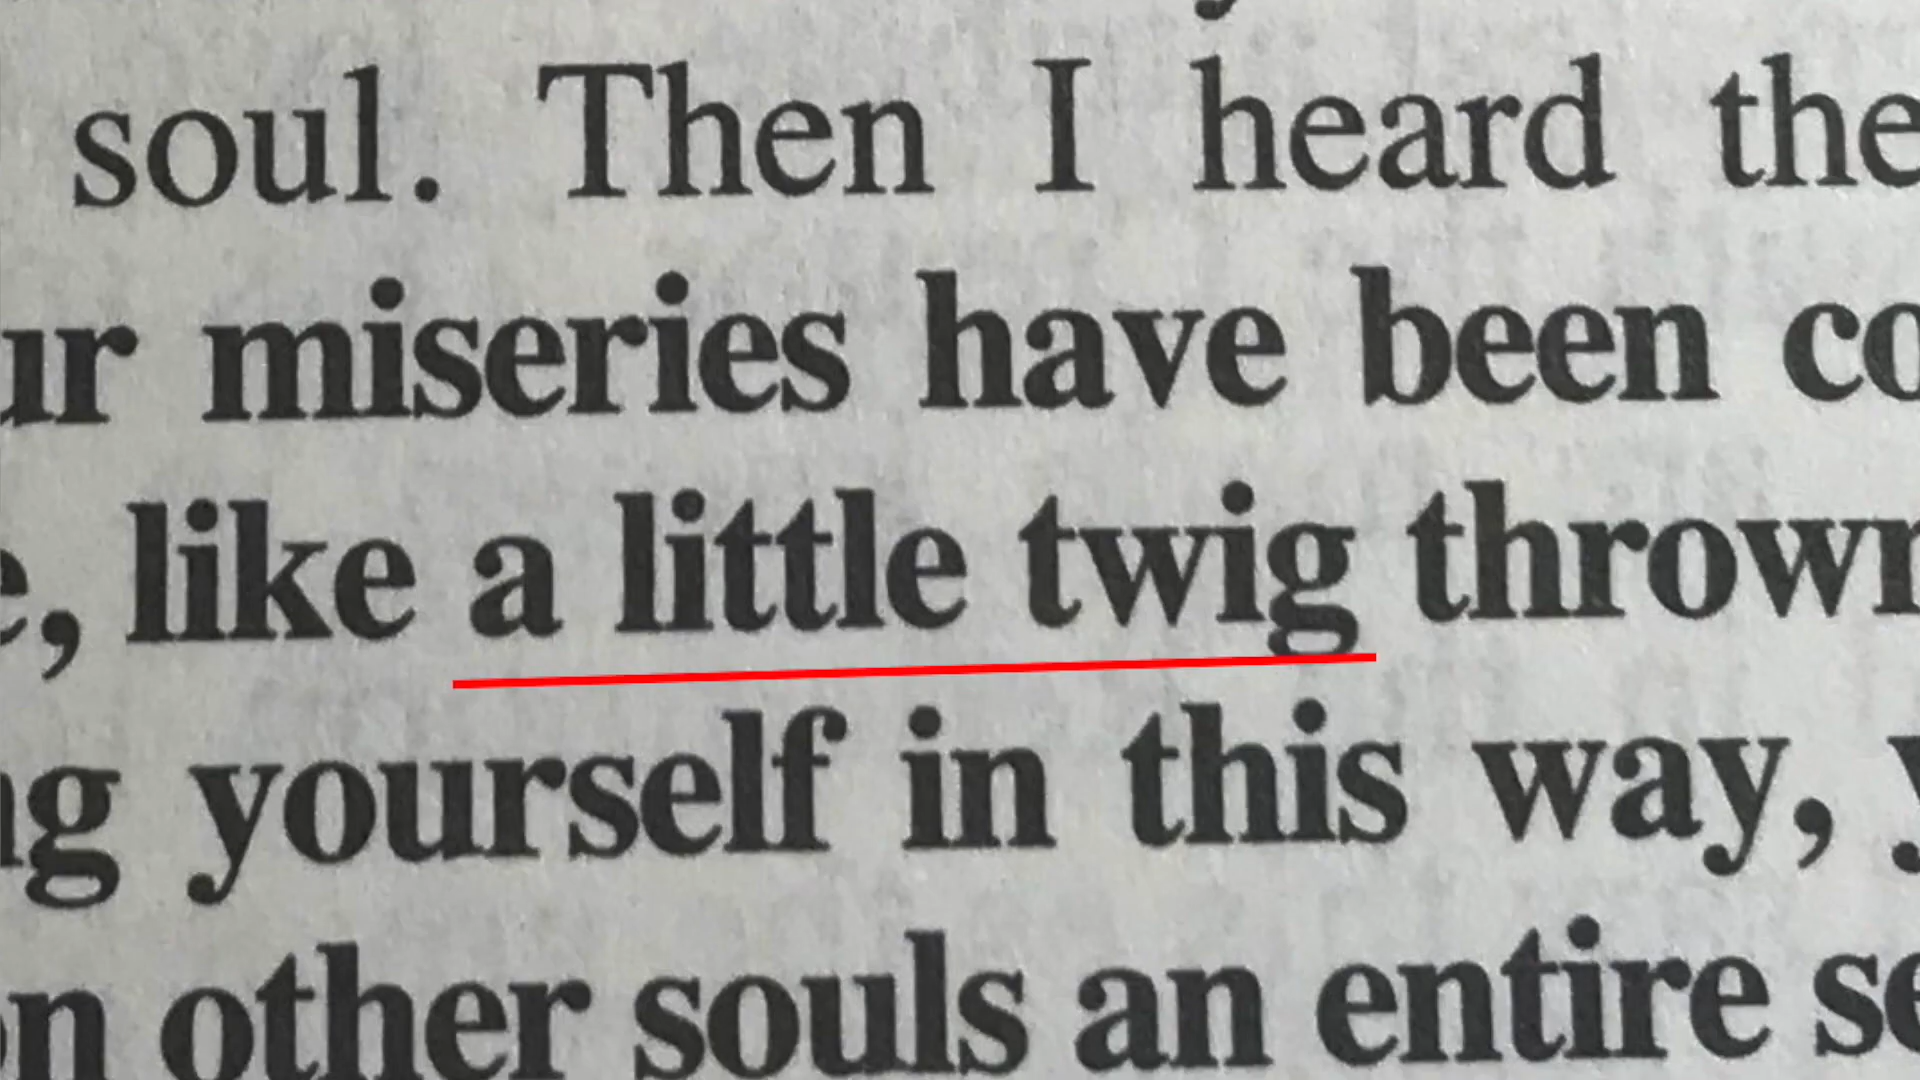 soul. Then I heard the
miseries have been
like a little twig
yourself in this way,
other souls an entire